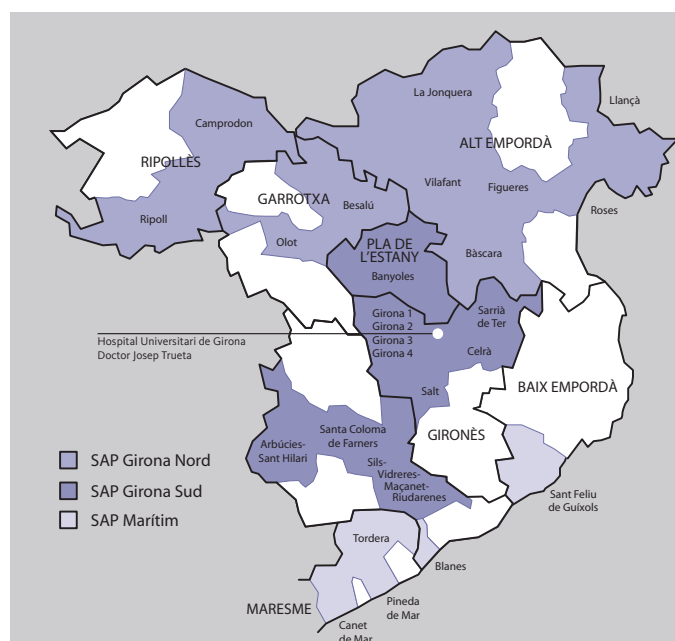 La Jonquera
Llançà
Camprodon
ALT EMPORDÀ
RIPOLLÈS
GARROTXA
Vilafant
Figueres
Besalú
Roses
Ripoll
Olot
PLA DE
L'ESTANY
Bàscara
Banyoles
Girona 1
Girona 2
Girona 3
Girona 4
Sarrià
de Ter
Hospital Universitari de Girona
Doctor Josep Trueta
Celrà
Salt
BAIX EMPORDÀ
Santa Coloma
de Farners
GIRONÈS
Arbúcies-
Sant Hilari
Sils-
Vidreres-
Maçanet-
Riudarenes
SAP Girona Nord
SAP Girona Sud
SAP Marítim
Sant Feliu
de Guíxols
Tordera
Blanes
Pineda
de Mar
MARESME
Canet
de Mar